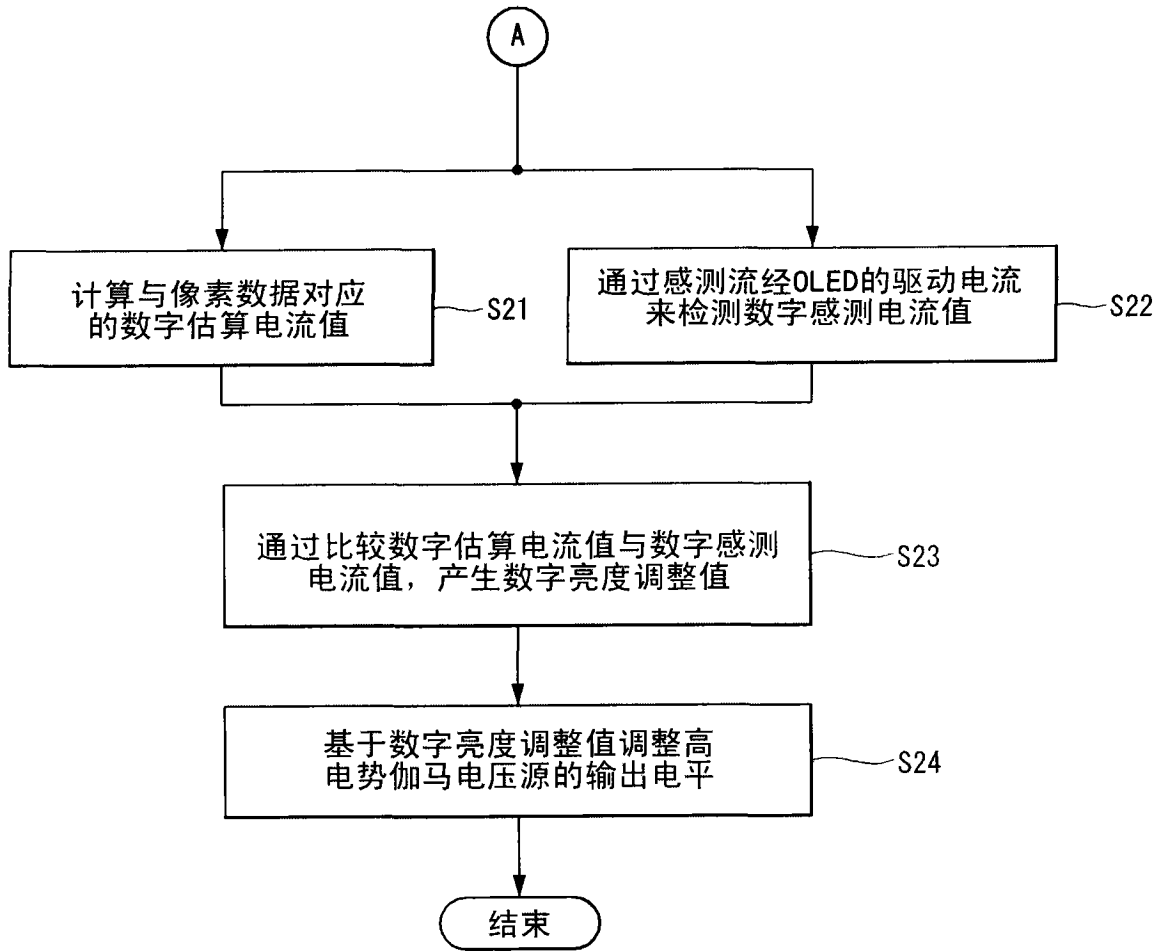 A
计算与像素数据对应
的数字估算电流值
S21
通过感测流经OLED的驱动电流
来检测数字感测电流值
S22
通过比较数字估算电流值与数字感测
电流值，产生数字亮度调整值
S23
基于数字亮度调整值调整高
电势伽马电压源的输出电平
S24
结束